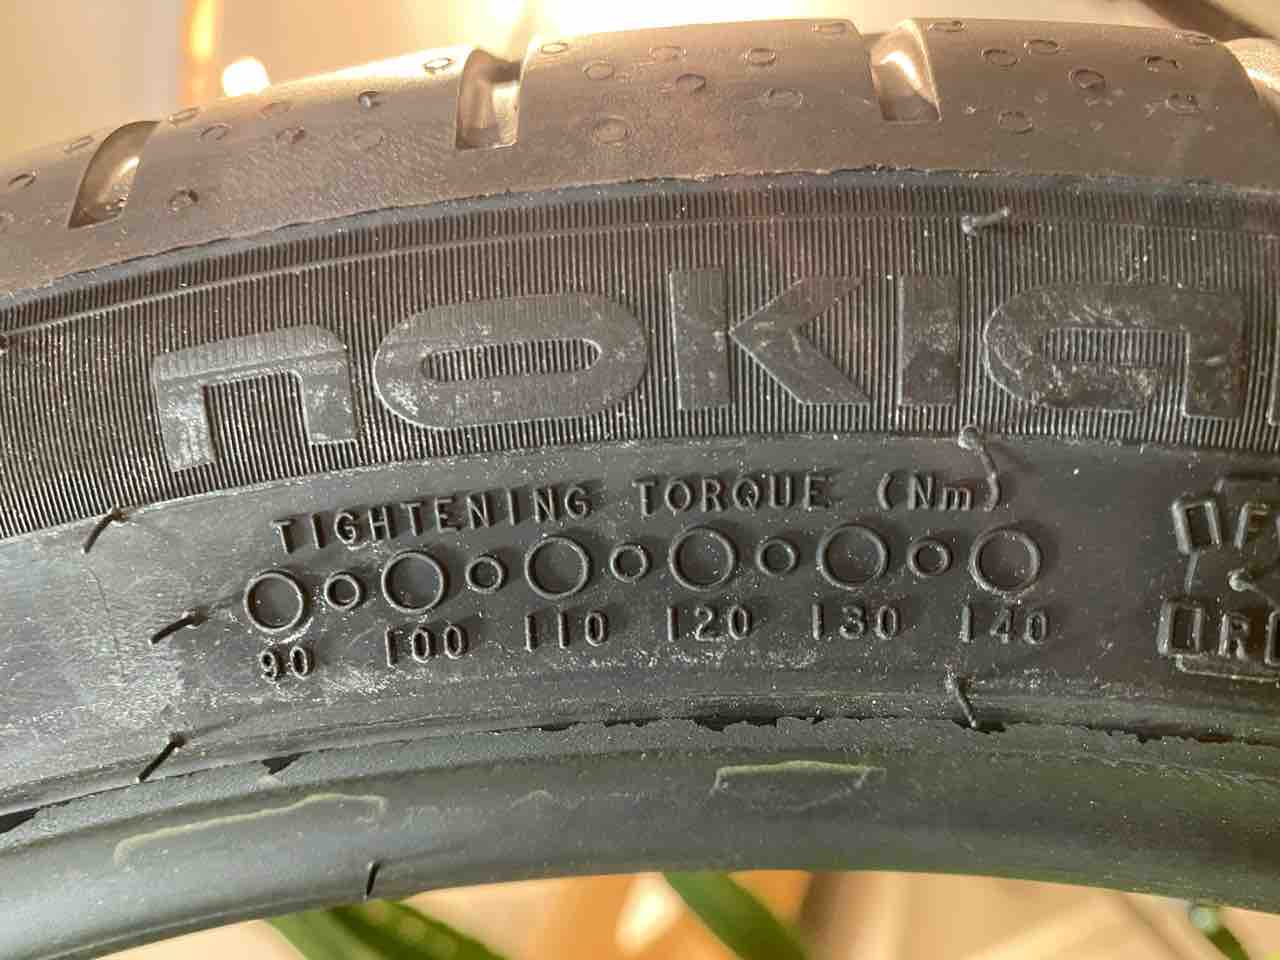 nokia
TIGHTENING TORQUE (Nm)
90 100 110 120 130 140
F
R